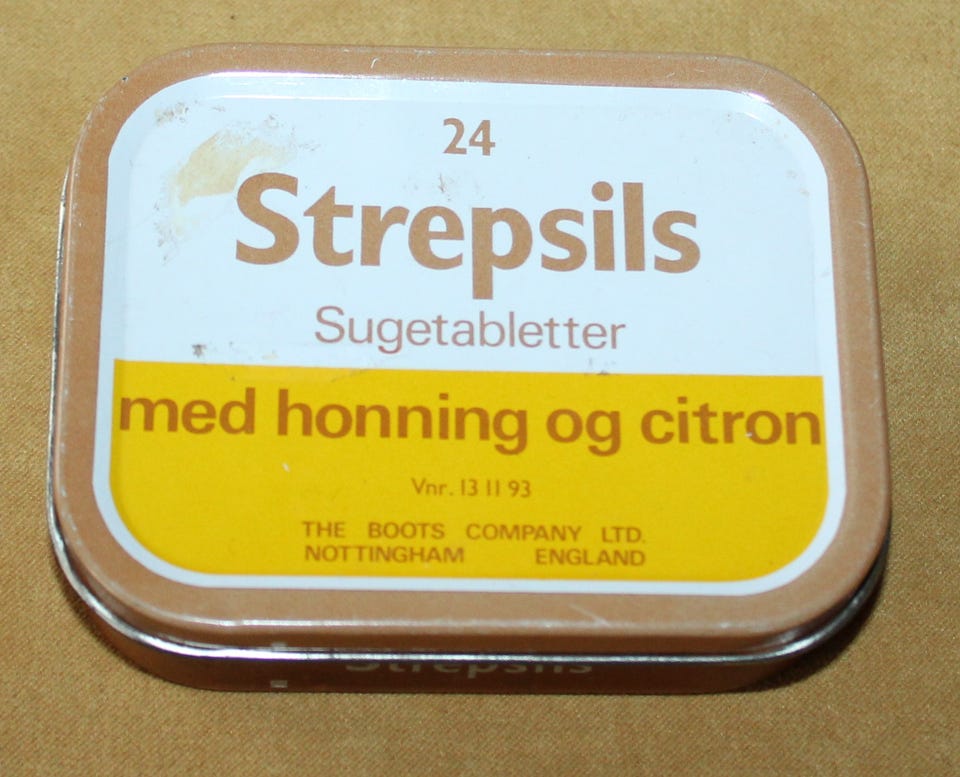 24
Strepsils
Sugetabletter
med honning og citron
Vnr. 13 11 93
THE BOOTS COMPANY LTD.
NOTTINGHAM ENGLAND
Strepsils